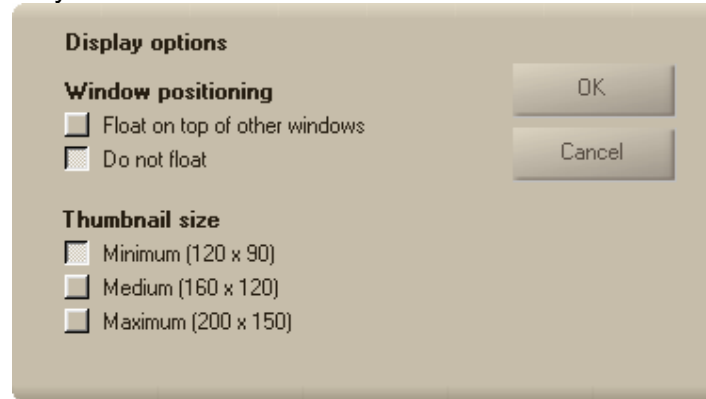 Display options
Window positioning
Float on top of other windows
Do not float
Thumbnail size
Minimum (120 x 90)
Medium (160 x 120)
Maximum (200 x 150)
OK
Cancel